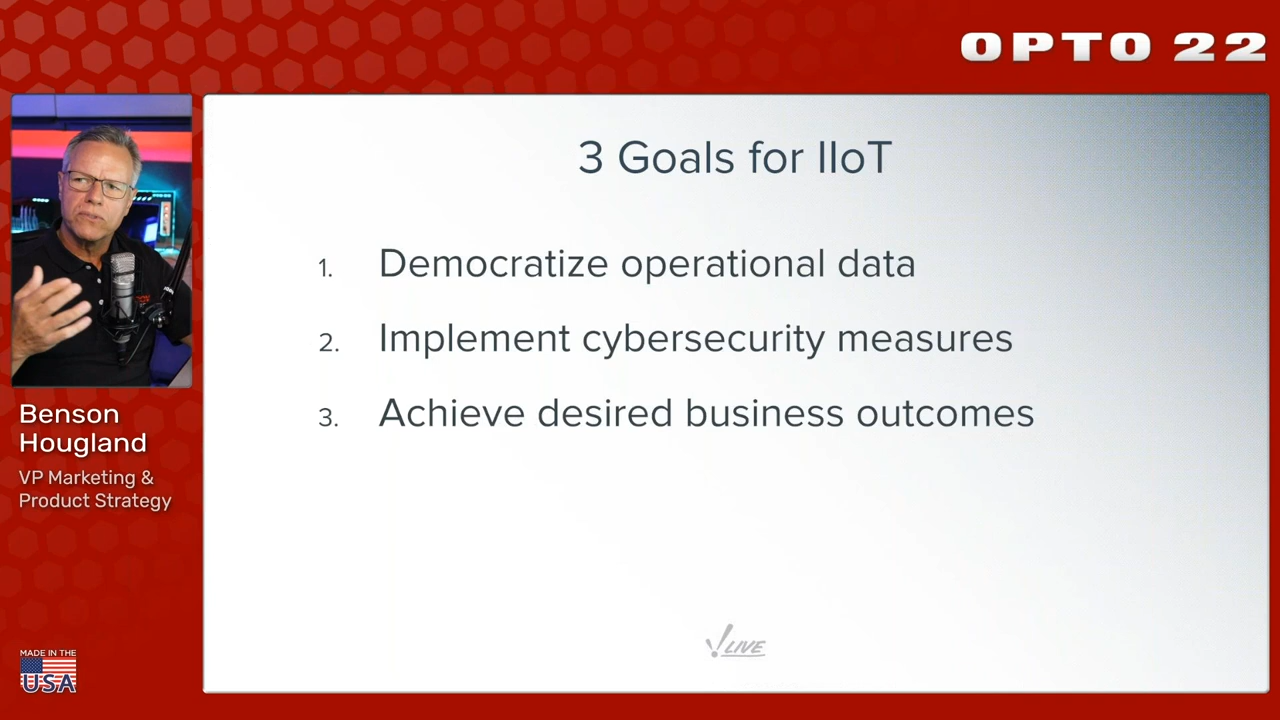 OPTO 22
3 Goals for IIoT
1. Democratize operational data
2. Implement cybersecurity measures
3. Achieve desired business outcomes
Benson
Hougland
VP Marketing &
Product Strategy
LIVE
MADE IN THE
USA